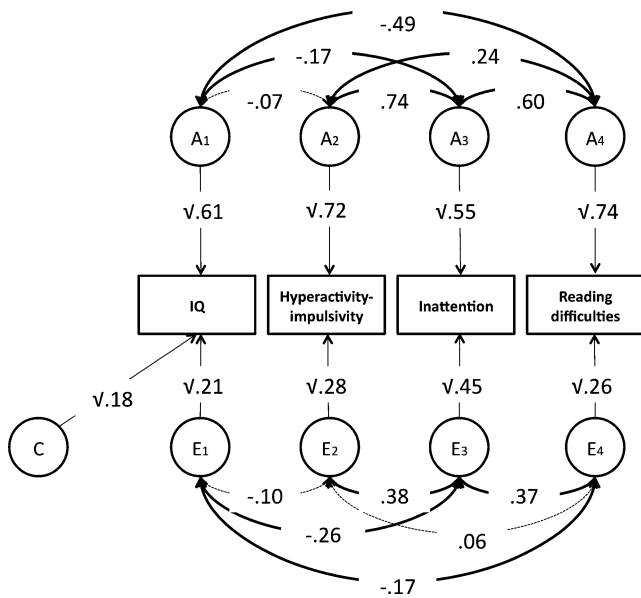 -.49
-.17 .24
-.07 .74 .60
A1 A2 A3 A4
√.61 √.72 √.55 √.74
IQ
Hyperactivity-
impulsivity
Inattention
Reading
difficulties
√.18 √.21 √.28 √.45 √.26
C E1 E2 E3 E4
-.10 .38 .37
-.26 .06
-.17